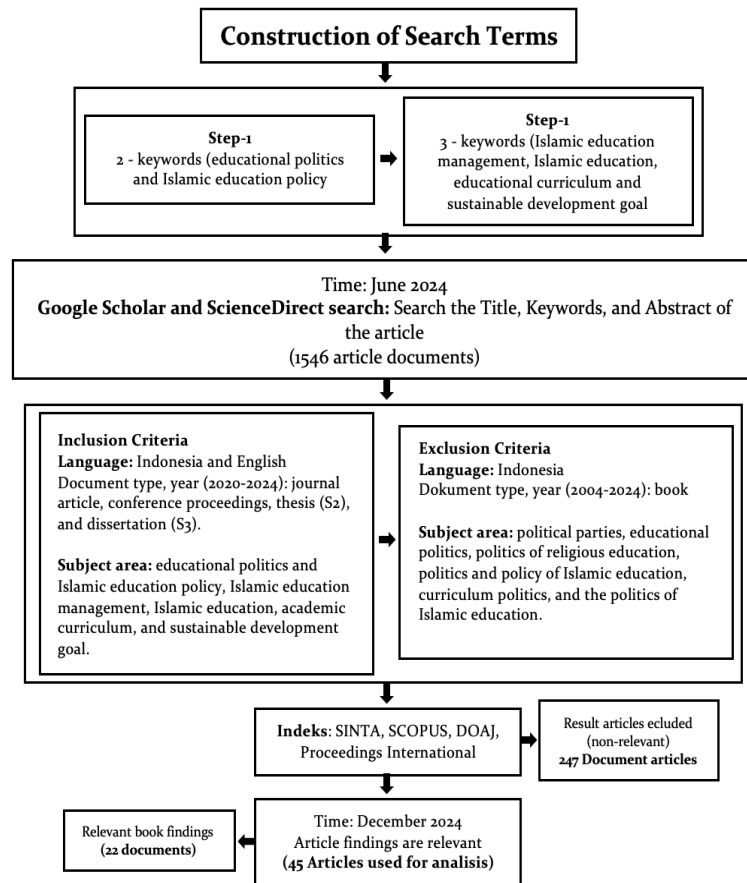 Construction of Search Terms
Step-1
2 - keywords (educational politics
and Islamic education policy
Step-1
3 - keywords (Islamic education
management, Islamic education,
educational curriculum and
sustainable development goal
Time: June 2024
Google Scholar and ScienceDirect search: Search the Title, Keywords, and Abstract of
the article
(1546 article documents)
Inclusion Criteria
Language: Indonesia and English
Document type, year (2020-2024): journal
article, conference proceedings, thesis (S2),
and dissertation (S3).
Subject area: educational politics and
Islamic education policy, Islamic education
management, Islamic education, academic
curriculum, and sustainable development
goal.
Exclusion Criteria
Language: Indonesia
Dokument type, year (2004-2024): book
Subject area: political parties, educational
politics, politics of religious education,
politics and policy of Islamic education,
curriculum politics, and the politics of
Islamic education.
Indeks: SINTA, SCOPUS, DOAJ,
Proceedings International
Result articles ecluded
(non-relevant)
247 Document articles
Relevant book findings
(22 documents)
Time: December 2024
Article findings are relevant
(45 Articles used for analisis)